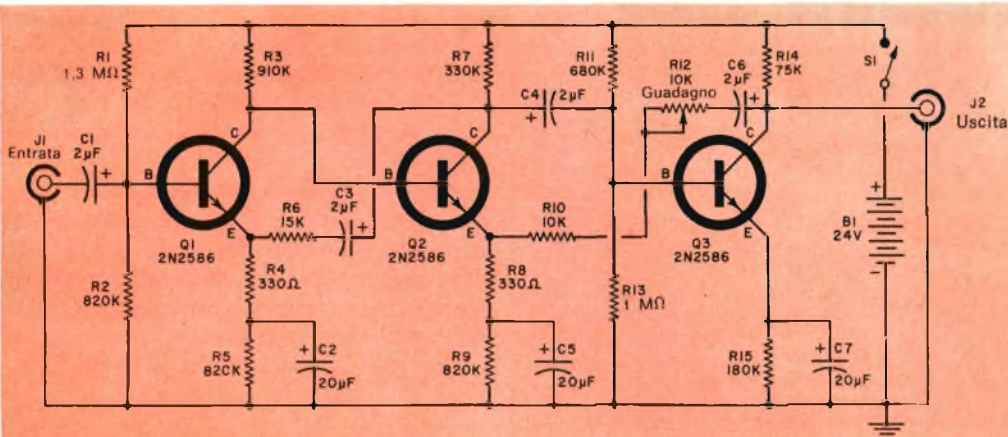 R1
1,3 MΩ
R3
910K
R7
330K
R11
680K
R12
10K
Guadagno
C6
2µF
R14
75K
S1
J1
Entrata
C1
2µF
+
B
C
E
Q1
2N2586
R6
15K
C3
2µF
+
C4
2µF
+
B
C
E
Q2
2N2586
R10
10K
+
B
C
E
Q3
2N2586
J2
Uscita
+
B1
24V
-
R2
820K
R4
330Ω
R5
820K
+
C2
20µF
R8
330Ω
R9
820K
+
C5
20µF
R13
1 MΩ
R15
180K
+
C7
20µF